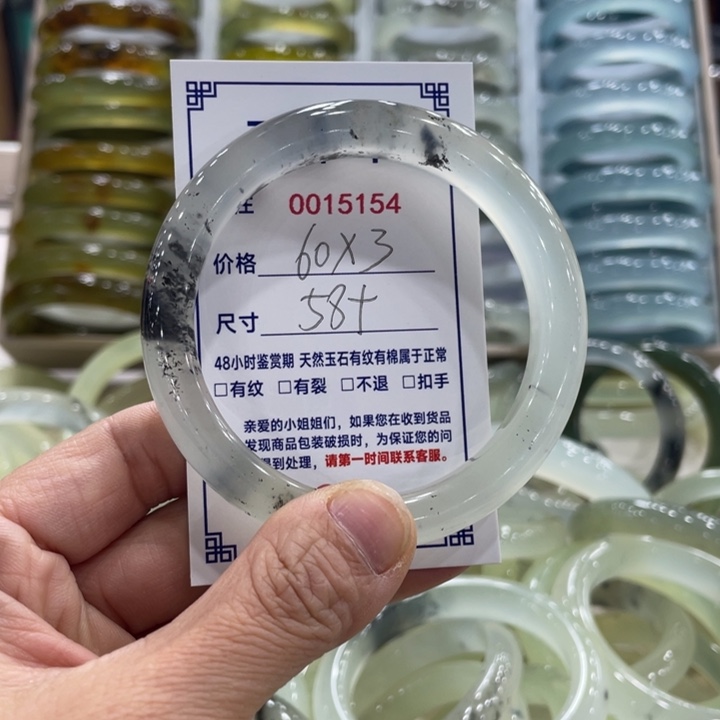 0015154
价格 60X3
尺寸 58+
48小时鉴赏期 天然玉石有纹有棉属于正常
□有纹 □有裂 □不退 □扣手
亲爱的小姐姐们，如果您在收到货品
发现商品包装破损时，为保证您的问
得到处理，请第一时间联系客服。